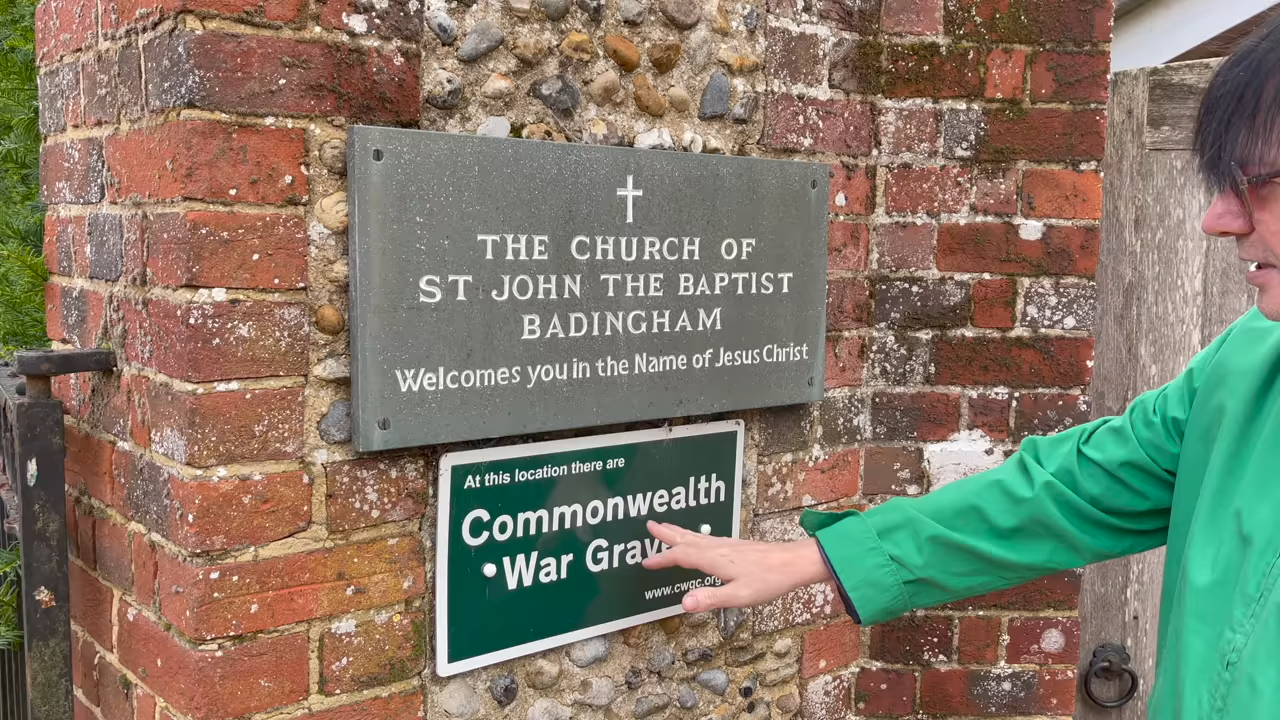 THE CHURCH OF
ST JOHN THE BAPTIST
BADINGHAM
Welcomes you in the Name of Jesus Christ
At this location there are
Commonwealth
War Grave
www.cwgc.org